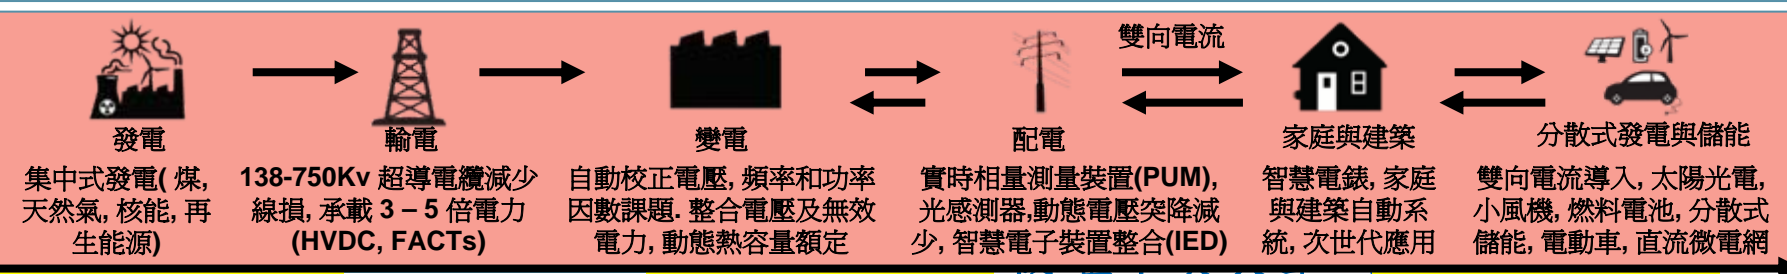 雙向電流
發電
輸電
變電
配電
家庭與建築
分散式發電與儲能
集中式發電( 煤,
天然氣, 核能, 再
生能源)
138-750Kv 超導電纜減少
線損, 承載 3 – 5 倍電力
(HVDC, FACTs)
自動校正電壓, 頻率和功率
因數課題. 整合電壓及無效
電力, 動態熱容量額定
實時相量測量裝置(PUM),
光感測器,動態電壓突降減
少, 智慧電子裝置整合(IED)
智慧電錶, 家庭
與建築自動系
統, 次世代應用
雙向電流導入, 太陽光電,
小風機, 燃料電池, 分散式
儲能, 電動車, 直流微電網